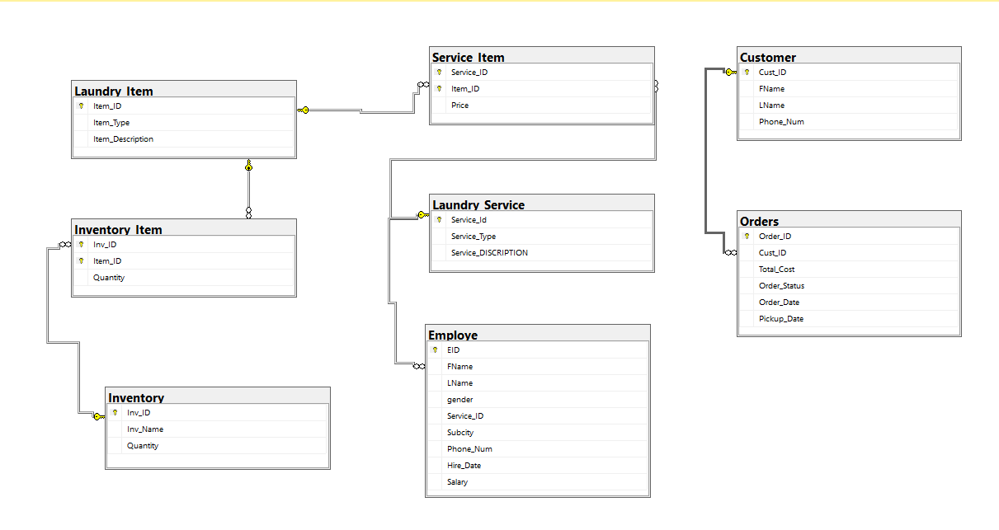 Laundry_Item
Item_ID
Item_Type
Item_Description
Service_Item
Service_ID
Item_ID
Price
Customer
Cust_ID
FName
LName
Phone_Num
Inventory_Item
Inv_ID
Item_ID
Quantity
Laundry_Service
Service_Id
Service_Type
Service_DISCRIPTION
Orders
Order_ID
Cust_ID
Total_Cost
Order_Status
Order_Date
Pickup_Date
Inventory
Inv_ID
Inv_Name
Quantity
Employe
EID
FName
LName
gender
Service_ID
Subcity
Phone_Num
Hire_Date
Salary